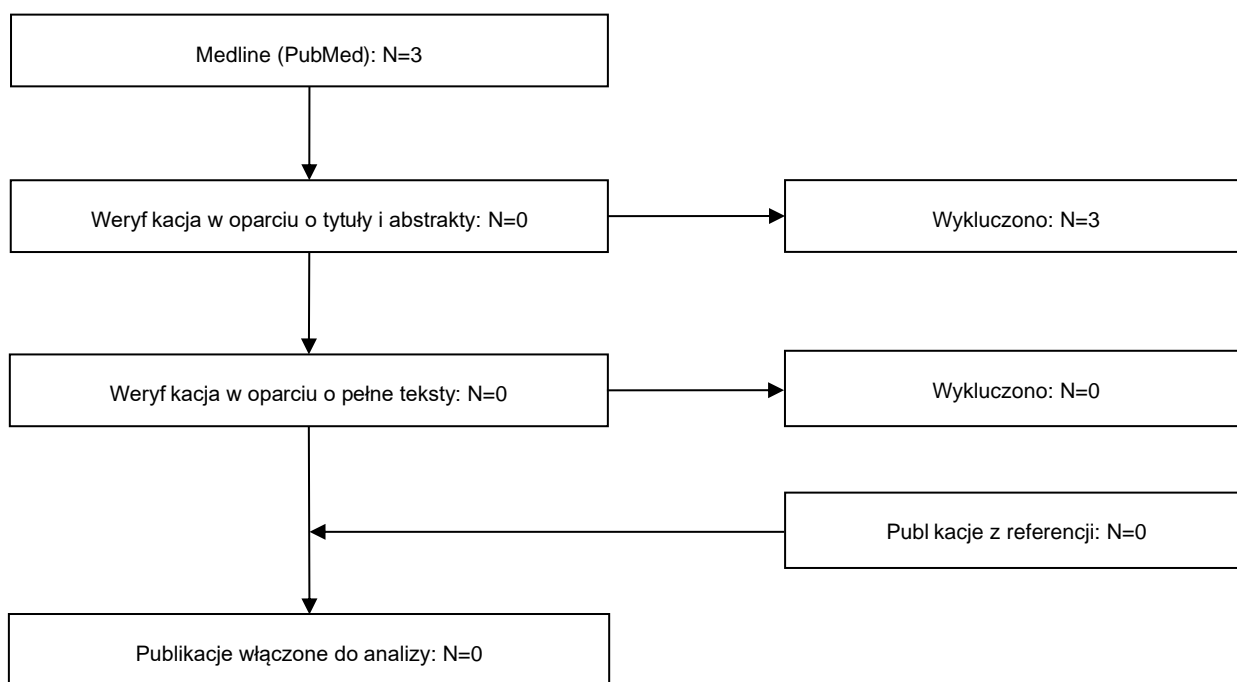 Medline (PubMed): N=3
Weryf kacja w oparciu o tytuły i abstrakty: N=0
Wykluczono: N=3
Weryf kacja w oparciu o pełne teksty: N=0
Wykluczono: N=0
Publ kacje z referencji: N=0
Publikacje włączone do analizy: N=0